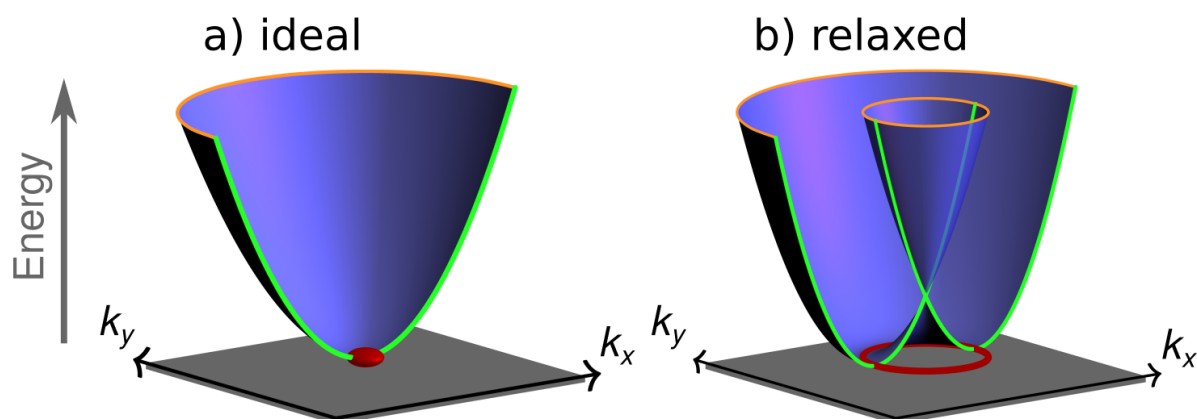 a) ideal
b) relaxed
Energy
ky
kx
ky
kx